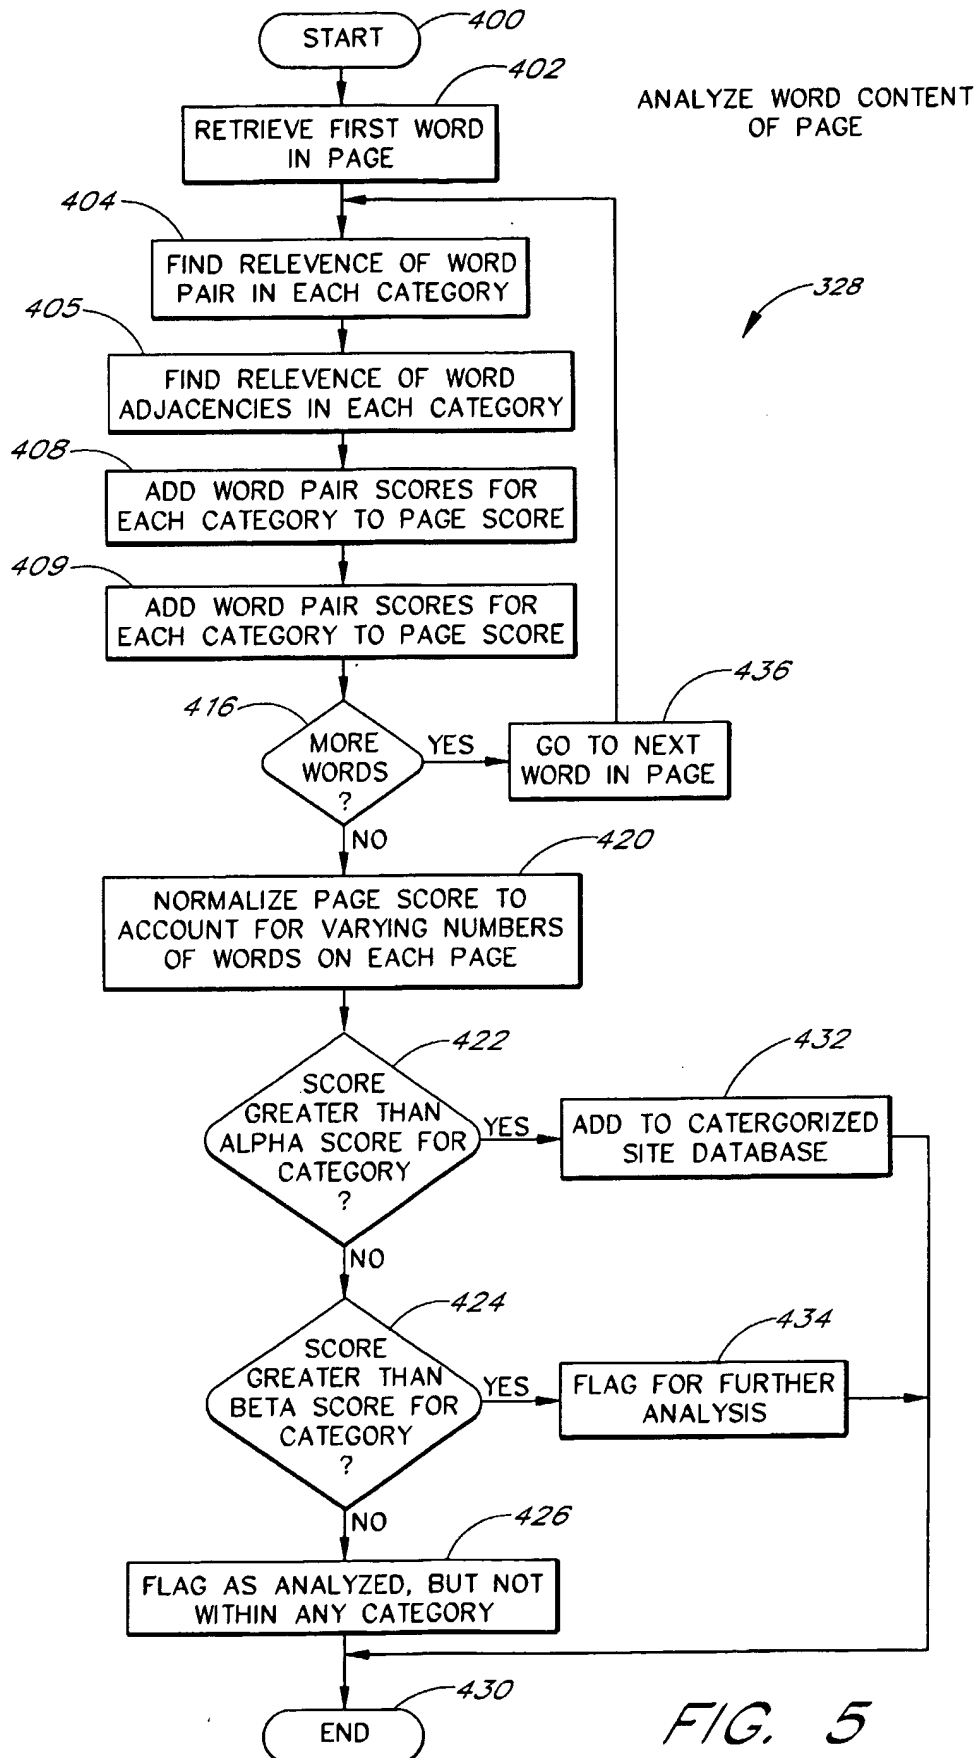 START
400
ANALYZE WORD CONTENT
OF PAGE
402
RETRIEVE FIRST WORD
IN PAGE
404
FIND RELEVENCE OF WORD
PAIR IN EACH CATEGORY
328
405
FIND RELEVENCE OF WORD
ADJACENCIES IN EACH CATEGORY
408
ADD WORD PAIR SCORES FOR
EACH CATEGORY TO PAGE SCORE
409
ADD WORD PAIR SCORES FOR
EACH CATEGORY TO PAGE SCORE
416
MORE
WORDS
?
YES
436
GO TO NEXT
WORD IN PAGE
NO
420
NORMALIZE PAGE SCORE TO
ACCOUNT FOR VARYING NUMBERS
OF WORDS ON EACH PAGE
422
SCORE
GREATER THAN
ALPHA SCORE FOR
CATEGORY
?
YES
432
ADD TO CATERGORIZED
SITE DATABASE
NO
424
SCORE
GREATER THAN
BETA SCORE FOR
CATEGORY
?
YES
434
FLAG FOR FURTHER
ANALYSIS
NO
426
FLAG AS ANALYZED, BUT NOT
WITHIN ANY CATEGORY
430
END
FIG. 5